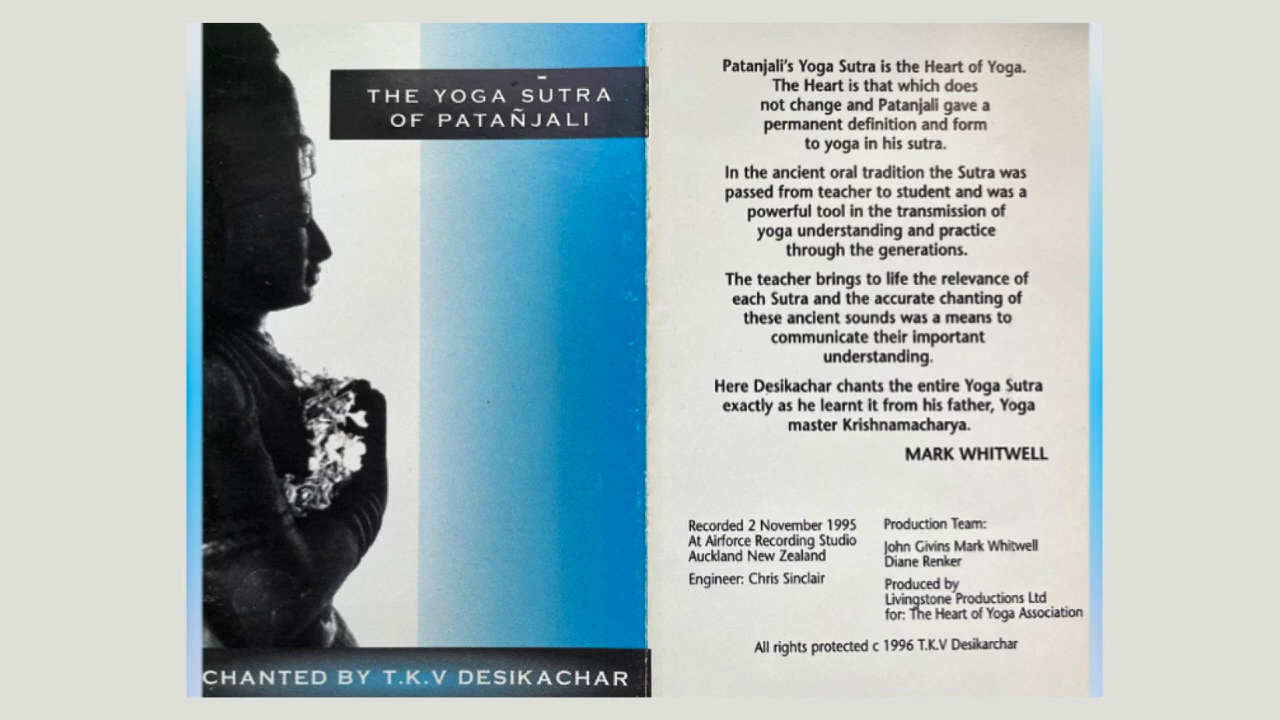 THE YOGA SŪTRA
OF PATAÑJALI
CHANTED BY T.K.V DESIKACHAR
Patanjali's Yoga Sutra is the Heart of Yoga.
The Heart is that which does
not change and Patanjali gave a
permanent definition and form
to yoga in his sutra.
In the ancient oral tradition the Sutra was
passed from teacher to student and was a
powerful tool in the transmission of
yoga understanding and practice
through the generations.
The teacher brings to life the relevance of
each Sutra and the accurate chanting of
these ancient sounds was a means to
communicate their important
understanding.
Here Desikachar chants the entire Yoga Sutra
exactly as he learnt it from his father, Yoga
master Krishnamacharya.
MARK WHITWELL
Recorded 2 November 1995
At Airforce Recording Studio
Auckland New Zealand
Engineer: Chris Sinclair
Production Team:
John Givins Mark Whitwell
Diane Renker
Produced by
Livingstone Productions Ltd
for: The Heart of Yoga Association
All rights protected c 1996 T.K.V Desikarchar